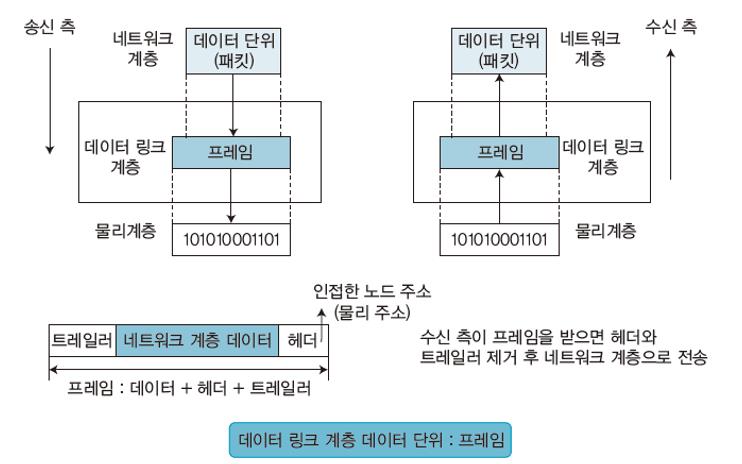 송신 측
네트워크
계층
데이터 단위
(패킷)
데이터 링크
계층
프레임
물리계층
101010001101
데이터 단위
(패킷)
네트워크
계층
수신 측
프레임
데이터 링크
계층
101010001101
물리계층
인접한 노드 주소
(물리 주소)
트레일러
네트워크 계층 데이터
헤더
프레임 : 데이터 + 헤더 + 트레일러
수신 측이 프레임을 받으면 헤더와
트레일러 제거 후 네트워크 계층으로 전송
데이터 링크 계층 데이터 단위 : 프레임